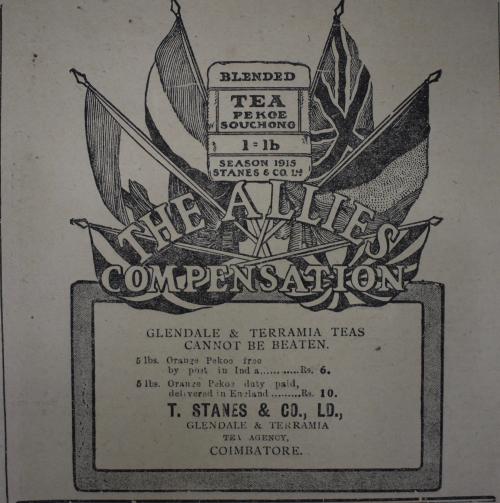 BLENDED
TEA
PEKOE
SOUCHONG
1=lb
SEASON 1915
STANES & CO. Ld
THE ALLIES
COMPENSATION
GLENDALE & TERRAMIA TEAS
CANNOT BE BEATEN.
5 lbs. Orange Pekoe free
by post in India............Rs. 6.
5 lbs. Orange Pekoe duty paid,
delivered in England .........Rs. 10.
T. STANES & CO., LD.,
GLENDALE & TERRAMIA
TEA AGENCY,
COIMBATORE.